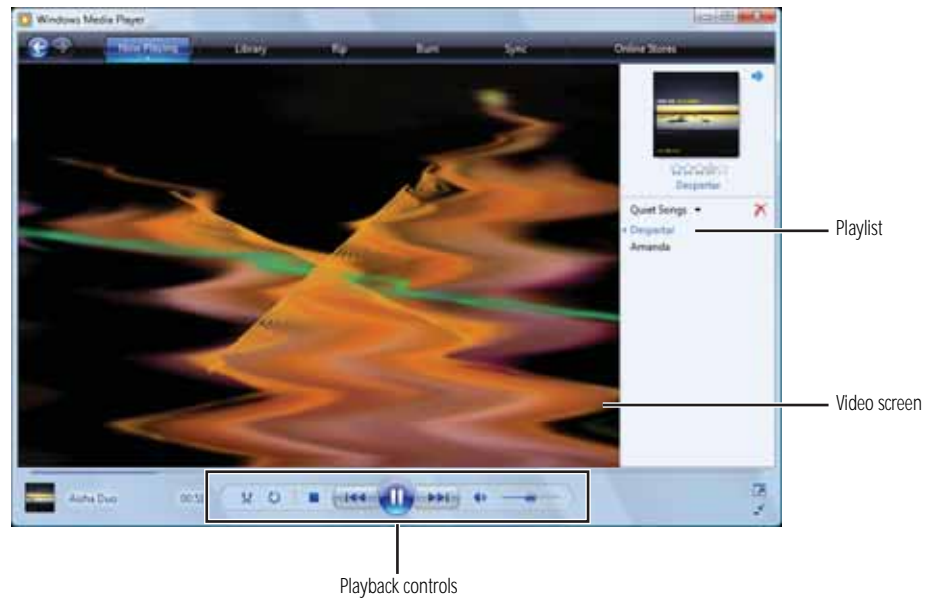 Windows Media Player
Now Playing
Library
Rip
Burn
Sync
Online Stores
Despertar
Quiet Songs
Despertar
Amanda
Playlist
Video screen
Aisha Duo
Playback controls